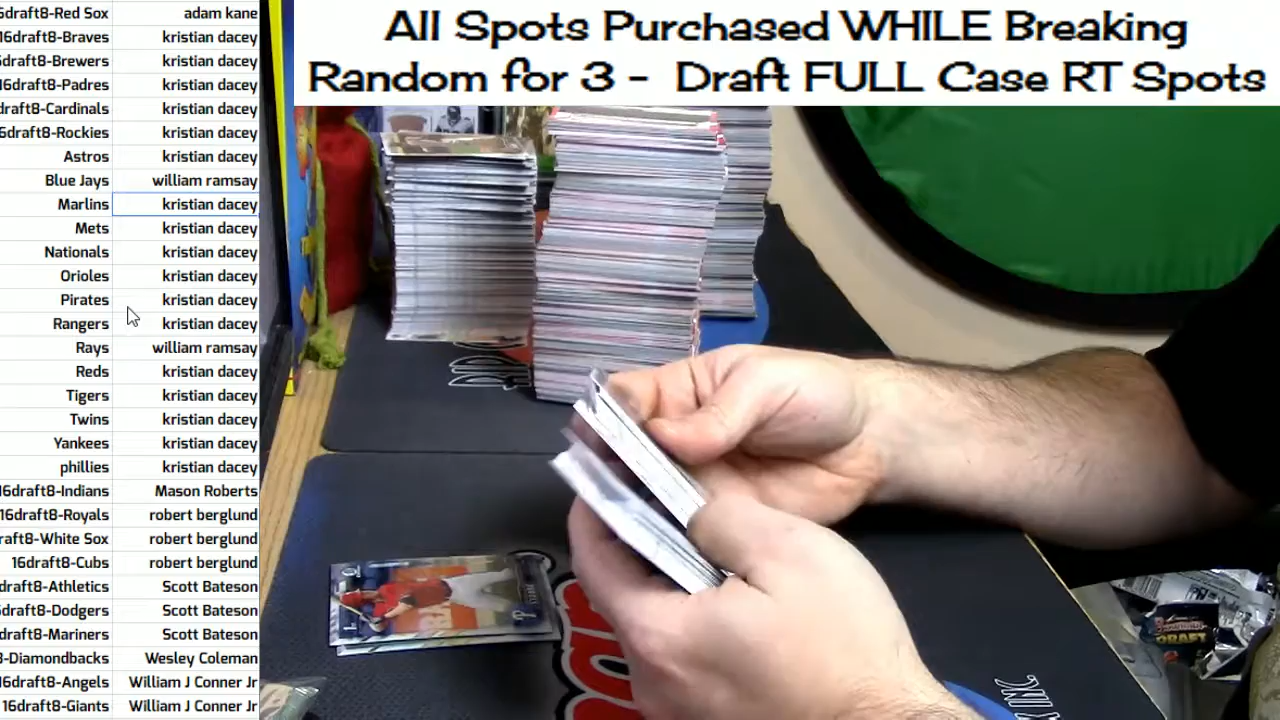 All Spots Purchased WHILE Breaking
Random for 3 - Draft FULL Case RT Spots
6draft8-Red Sox adam kane
16draft8-Braves kristian dacey
6draft8-Brewers kristian dacey
16draft8-Padres kristian dacey
draft8-Cardinals kristian dacey
6draft8-Rockies kristian dacey
Astros kristian dacey
Blue Jays william ramsay
Marlins kristian dacey
Mets kristian dacey
Nationals kristian dacey
Orioles kristian dacey
Pirates kristian dacey
Rangers kristian dacey
Rays william ramsay
Reds kristian dacey
Tigers kristian dacey
Twins kristian dacey
Yankees kristian dacey
phillies kristian dacey
16draft8-Indians Mason Roberts
16draft8-Royals robert berglund
raft8-White Sox robert berglund
16draft8-Cubs robert berglund
draft8-Athletics Scott Bateson
6draft8-Dodgers Scott Bateson
draft8-Mariners Scott Bateson
8-Diamondbacks Wesley Coleman
16draft8-Angels William J Conner Jr
16draft8-Giants William J Conner Jr
DRAFT
INC